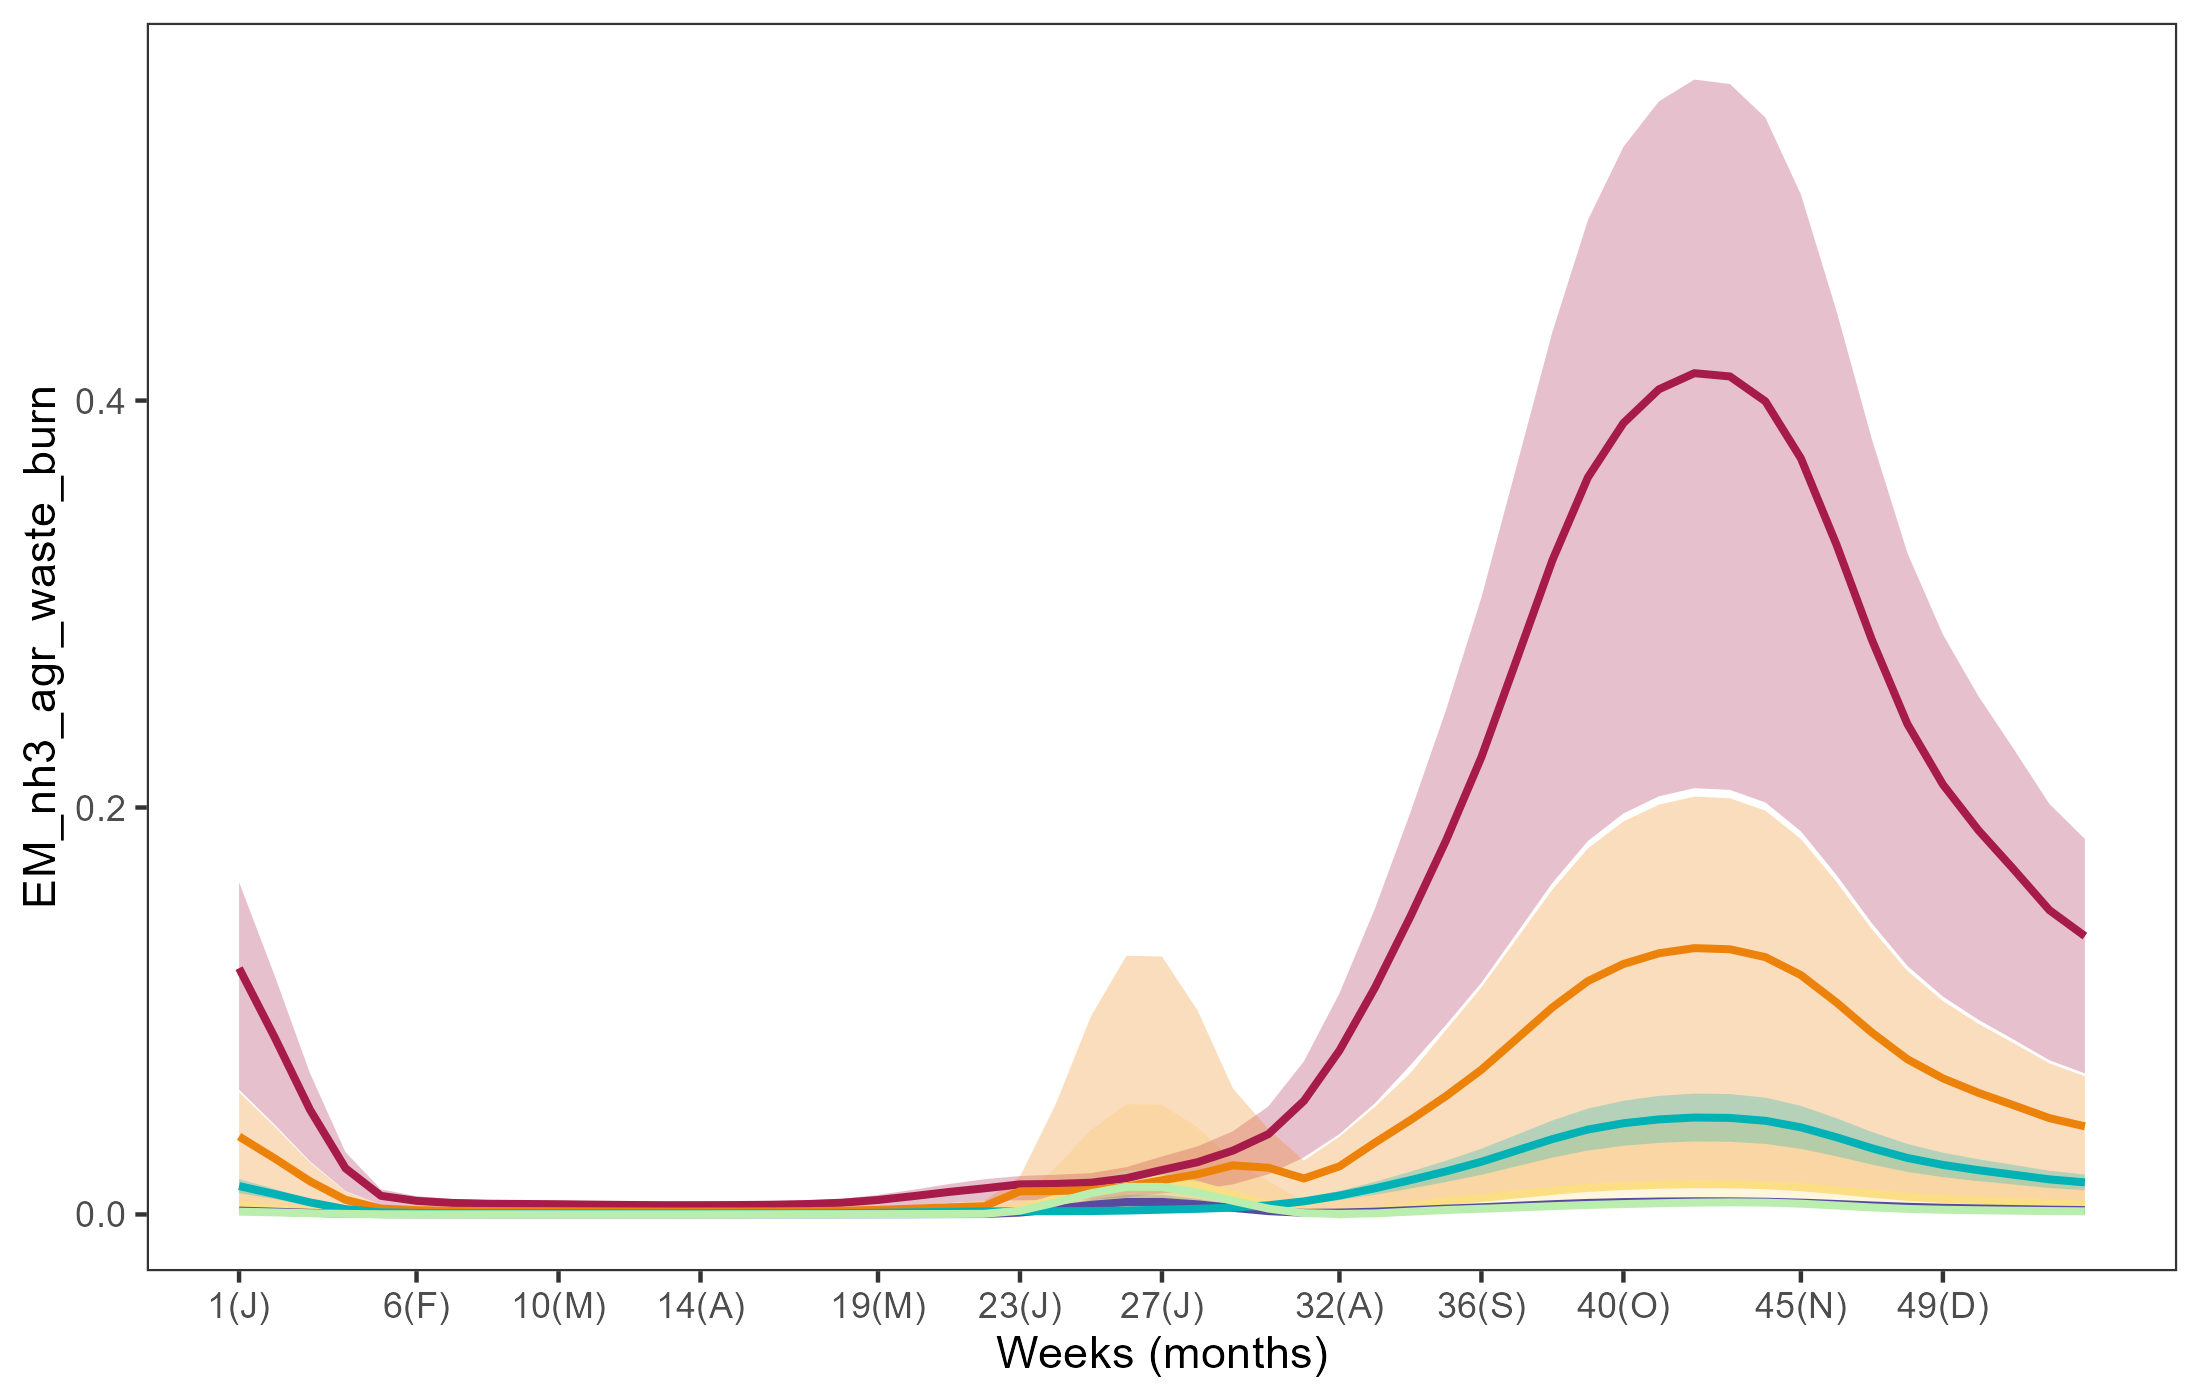 EM_nh3_agr_waste_burn
0.4
0.2
0.0
1(J) 6(F) 10(M) 14(A) 19(M) 23(J) 27(J) 32(A) 36(S) 40(O) 45(N) 49(D)
Weeks (months)